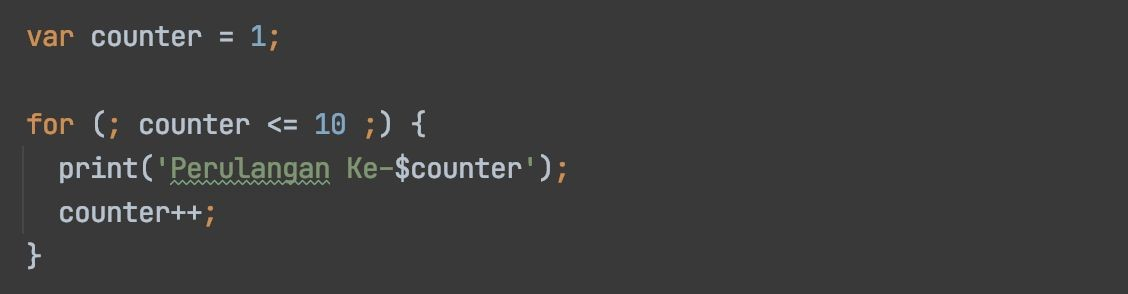 var counter = 1;
for (; counter <= 10 ;) {
print('Perulangan Ke-$counter');
counter++;
}